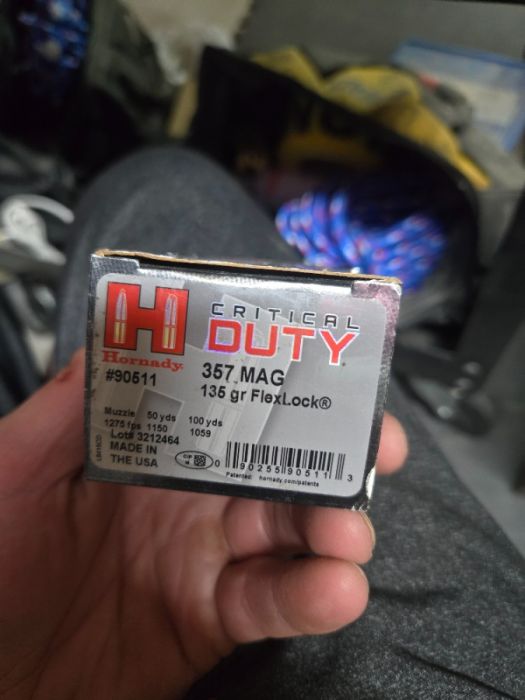 H
Hornady
CRITICAL
DUTY
#90511
357 MAG
135 gr FlexLock®
Muzzle 50 yds 100 yds
1275 fps 1150 1059
Lot# 3212464
MADE IN
THE USA
CIP
0 90255 90511 3
Patented: hornady.com/patents